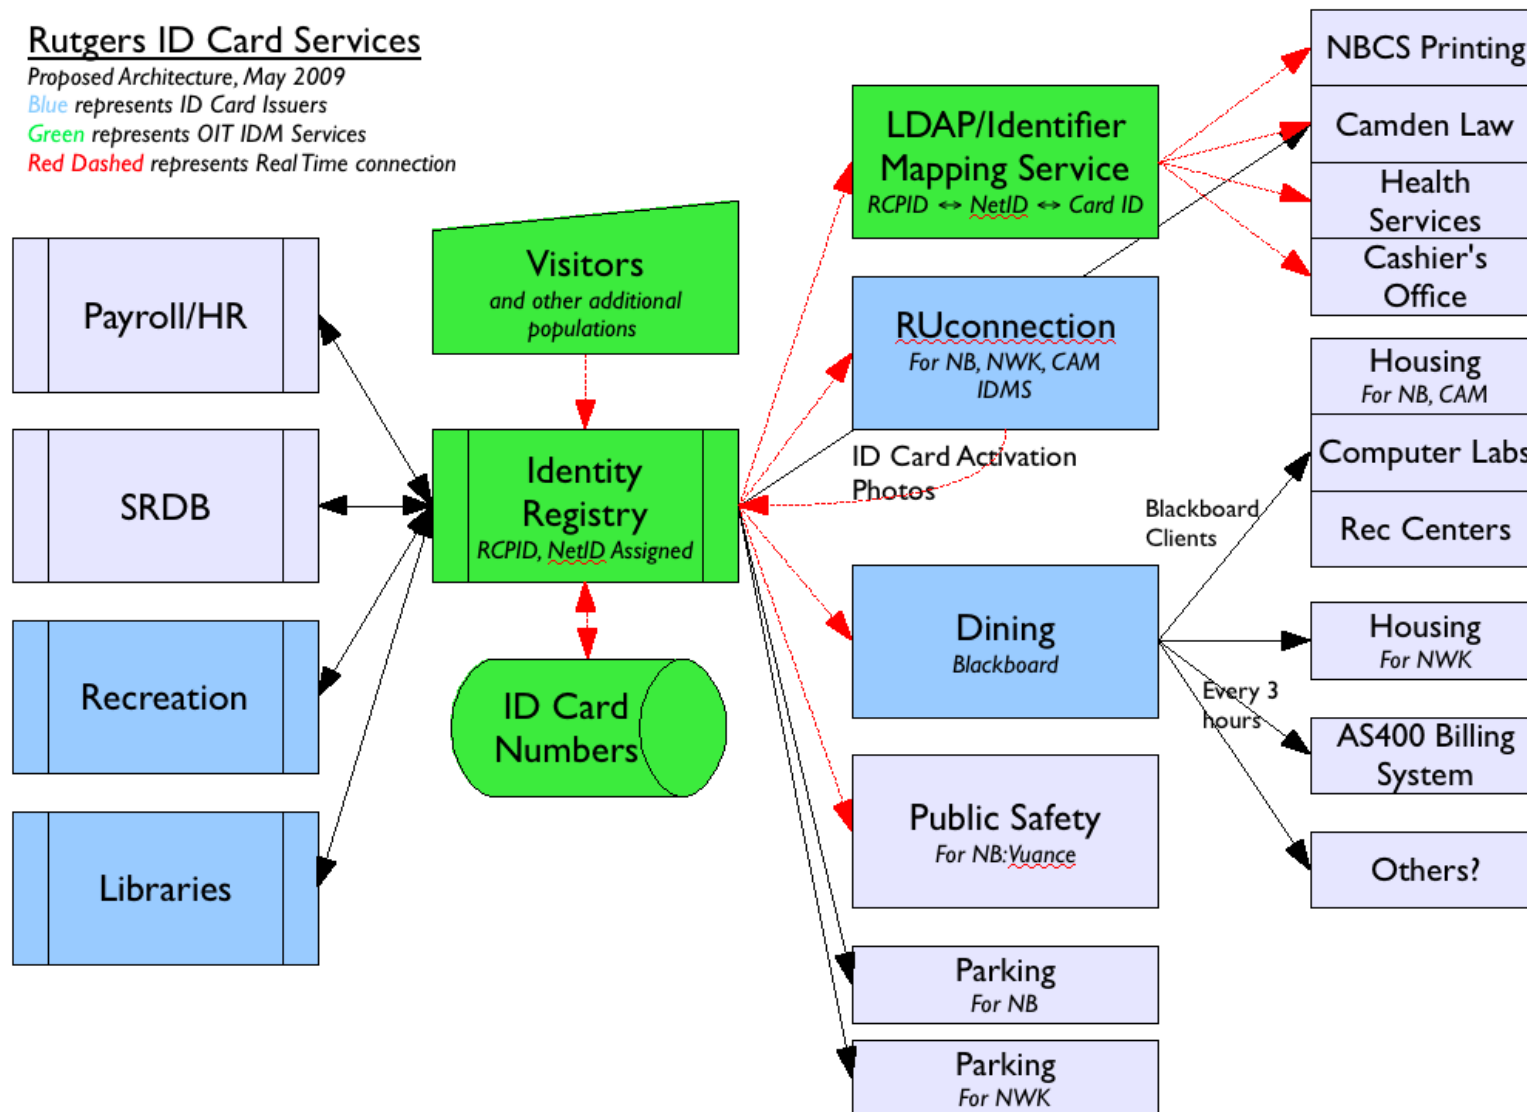 Rutgers ID Card Services
Proposed Architecture, May 2009
Blue represents ID Card Issuers
Green represents OIT IDM Services
Red Dashed represents Real Time connection
Payroll/HR
SRDB
Recreation
Libraries
Visitors
and other additional
populations
Identity
Registry
RCPID, NetID Assigned
ID Card
Numbers
LDAP/Identifier
Mapping Service
RCPID ↔ NetID ↔ Card ID
RUconnection
For NB, NWK, CAM
IDMS
ID Card Activation
Photos
Dining
Blackboard
Public Safety
For NB:Vuance
Parking
For NB
Parking
For NWK
Blackboard
Clients
Every 3
hours
NBCS Printing
Camden Law
Health
Services
Cashier's
Office
Housing
For NB, CAM
Computer Labs
Rec Centers
Housing
For NWK
AS400 Billing
System
Others?